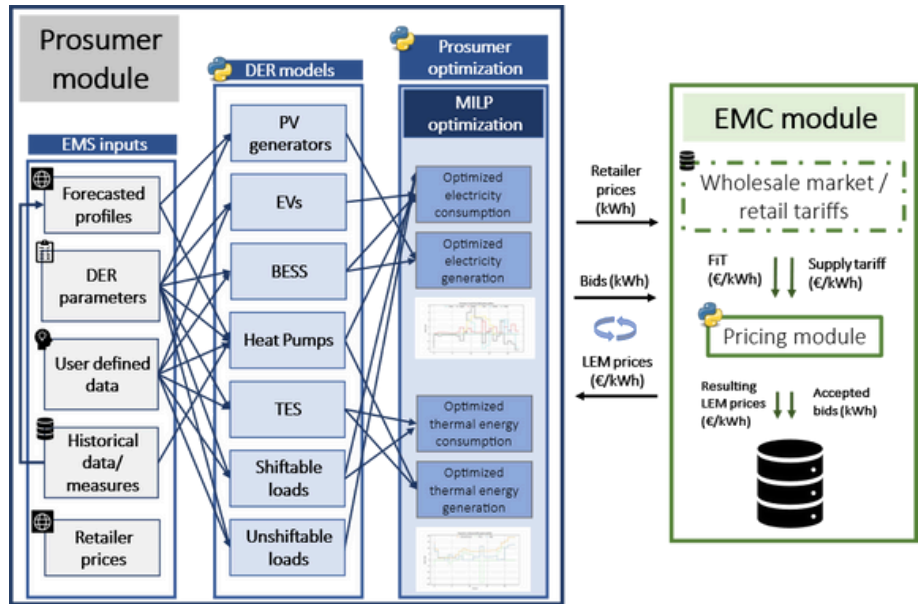 Prosumer
module
EMS inputs
Forecasted
profiles
DER
parameters
User defined
data
Historical
data/
measures
Retailer
prices
DER models
PV
generators
EVs
BESS
Heat Pumps
TES
Shiftable
loads
Unshiftable
loads
Prosumer
optimization
MILP
optimization
Optimized
electricity
consumption
Optimized
electricity
generation
Optimized
thermal energy
consumption
Optimized
thermal energy
generation
Retailer
prices
(kWh)
Bids (kWh)
LEM prices
(€/kWh)
EMC module
Wholesale market /
retail tariffs
FiT
(€/kWh)
Supply tariff
(€/kWh)
Pricing module
Resulting
LEM prices
(€/kWh)
Accepted
bids (kWh)